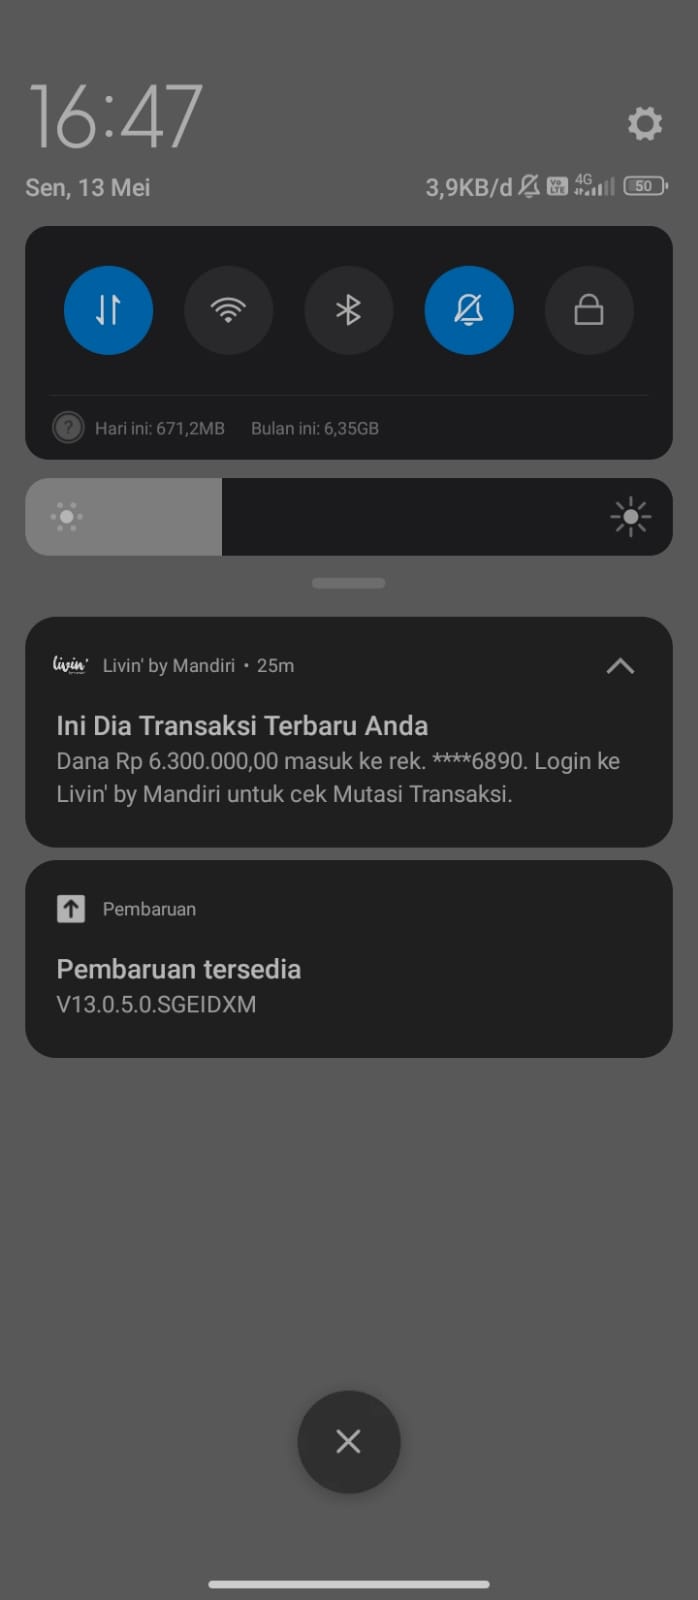 16:47
Sen, 13 Mei
3,9KB/d
Vo LTE
4G
50
? Hari ini: 671,2MB Bulan ini: 6,35GB
livin' Livin' by Mandiri • 25m
Ini Dia Transaksi Terbaru Anda
Dana Rp 6.300.000,00 masuk ke rek. ****6890. Login ke
Livin' by Mandiri untuk cek Mutasi Transaksi.
Pembaruan
Pembaruan tersedia
V13.0.5.0.SGEIDXM